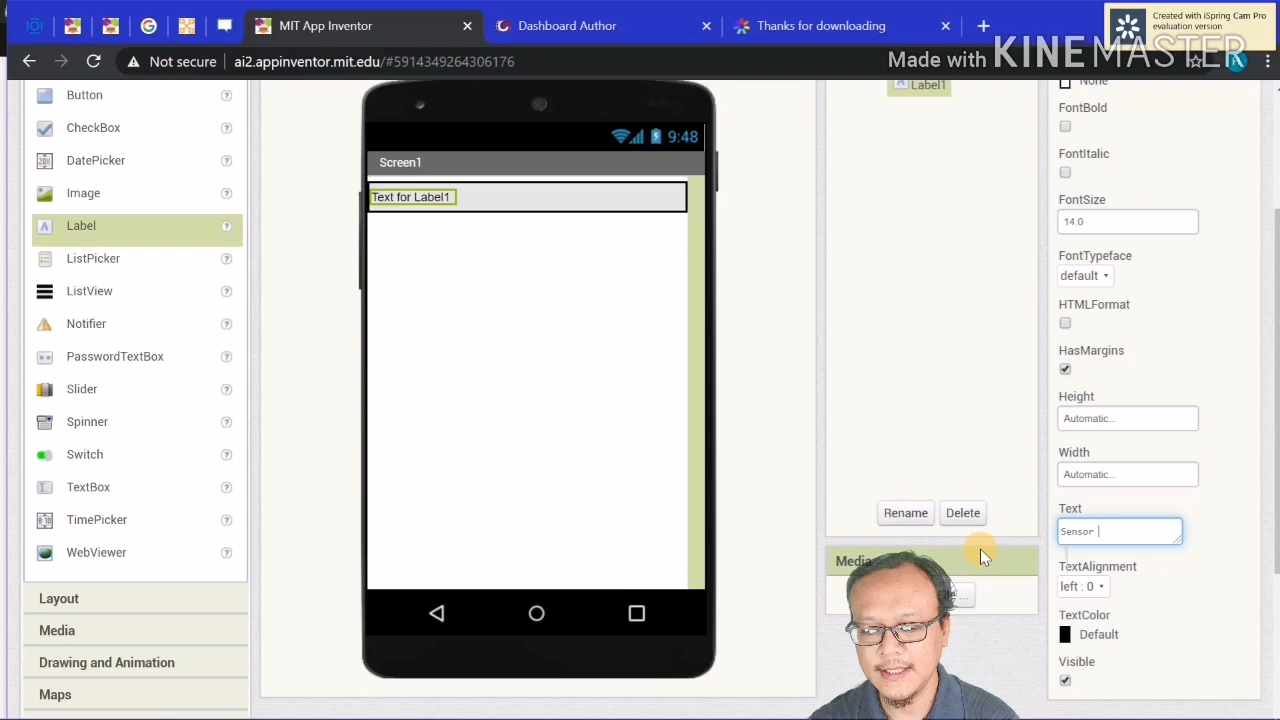 MIT App Inventor
Dashboard Author
Thanks for downloading
Created with iSpring Cam Pro
evaluation version
Not secure
ai2.appinventor.mit.edu/#5914349264306176
Made with KINEMASTER
Button
CheckBox
DatePicker
Image
Label
ListPicker
ListView
Notifier
PasswordTextBox
Slider
Spinner
Switch
TextBox
TimePicker
WebViewer
Layout
Media
Drawing and Animation
Maps
9:48
Screen1
Text for Label1
Label1
Rename
Delete
Media
None
FontBold
FontItalic
FontSize
14.0
FontTypeface
default
HTMLFormat
HasMargins
Height
Automatic...
Width
Automatic...
Text
Sensor
TextAlignment
left : 0
TextColor
Default
Visible